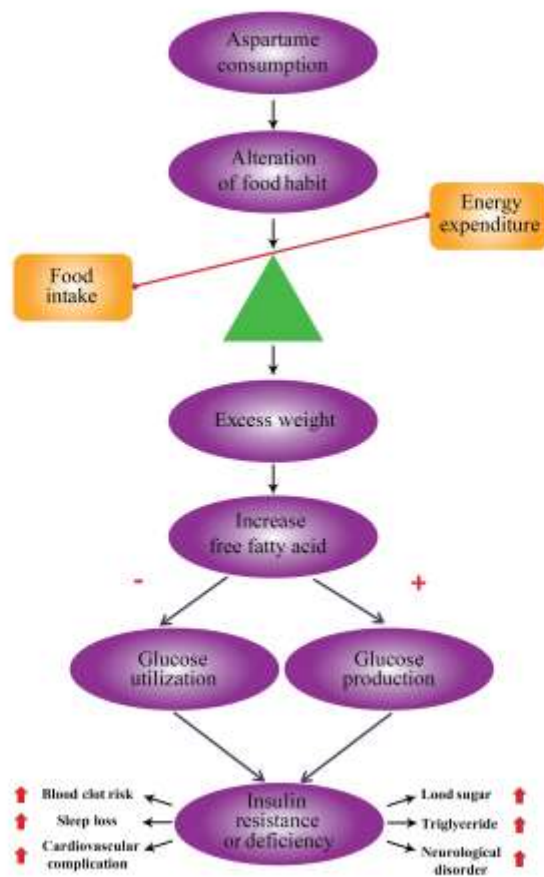 Aspartame
consumption
Alteration
of food habit
Energy
expenditure
Food
intake
Excess weight
Increase
free fatty acid
-
+
Glucose
utilization
Glucose
production
Blood clot risk
Sleep loss
Cardiovascular
complication
Insulin
resistance
or deficiency
Lood sugar
Triglyceride
Neurological
disorder